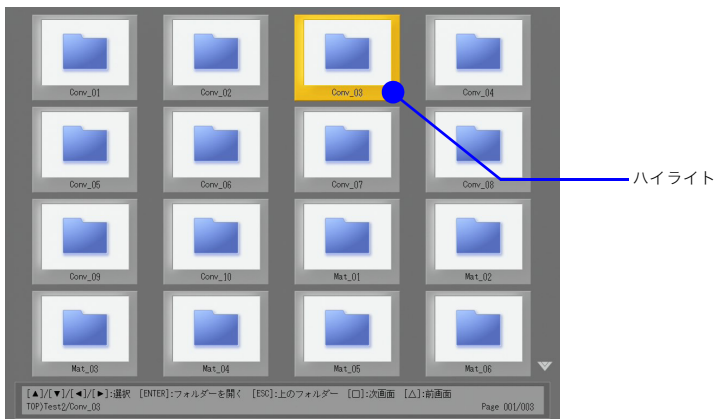 Conv_01
Conv_02
Conv_03
Conv_04
Conv_05
Conv_06
Conv_07
Conv_08
ハイライト
Conv_09
Conv_10
Mat_01
Mat_02
Mat_03
Mat_04
Mat_05
Mat_06
[▲]/[▼]/[◄]/[►]:選択 [ENTER]:フォルダーを開く [ESC]:上のフォルダー [□]:次画面 [△]:前画面
TOP)Test2/Conv_03 Page 001/003